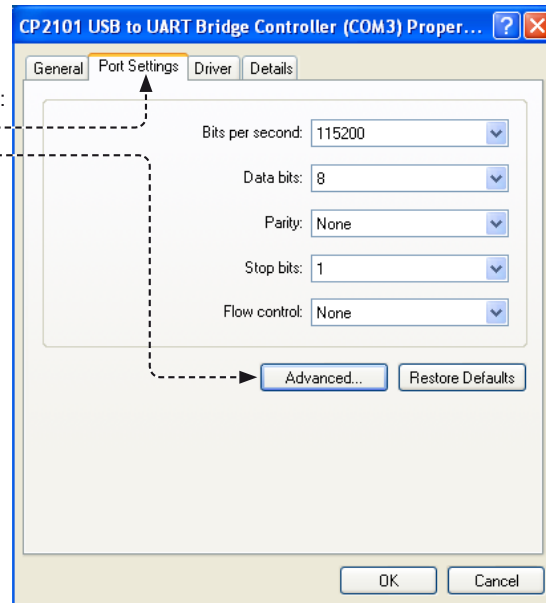 CP2101 USB to UART Bridge Controller (COM3) Proper...
General Port Settings Driver Details
:
Bits per second: 115200
Data bits: 8
Parity: None
Stop bits: 1
Flow control: None
Advanced... Restore Defaults
OK Cancel